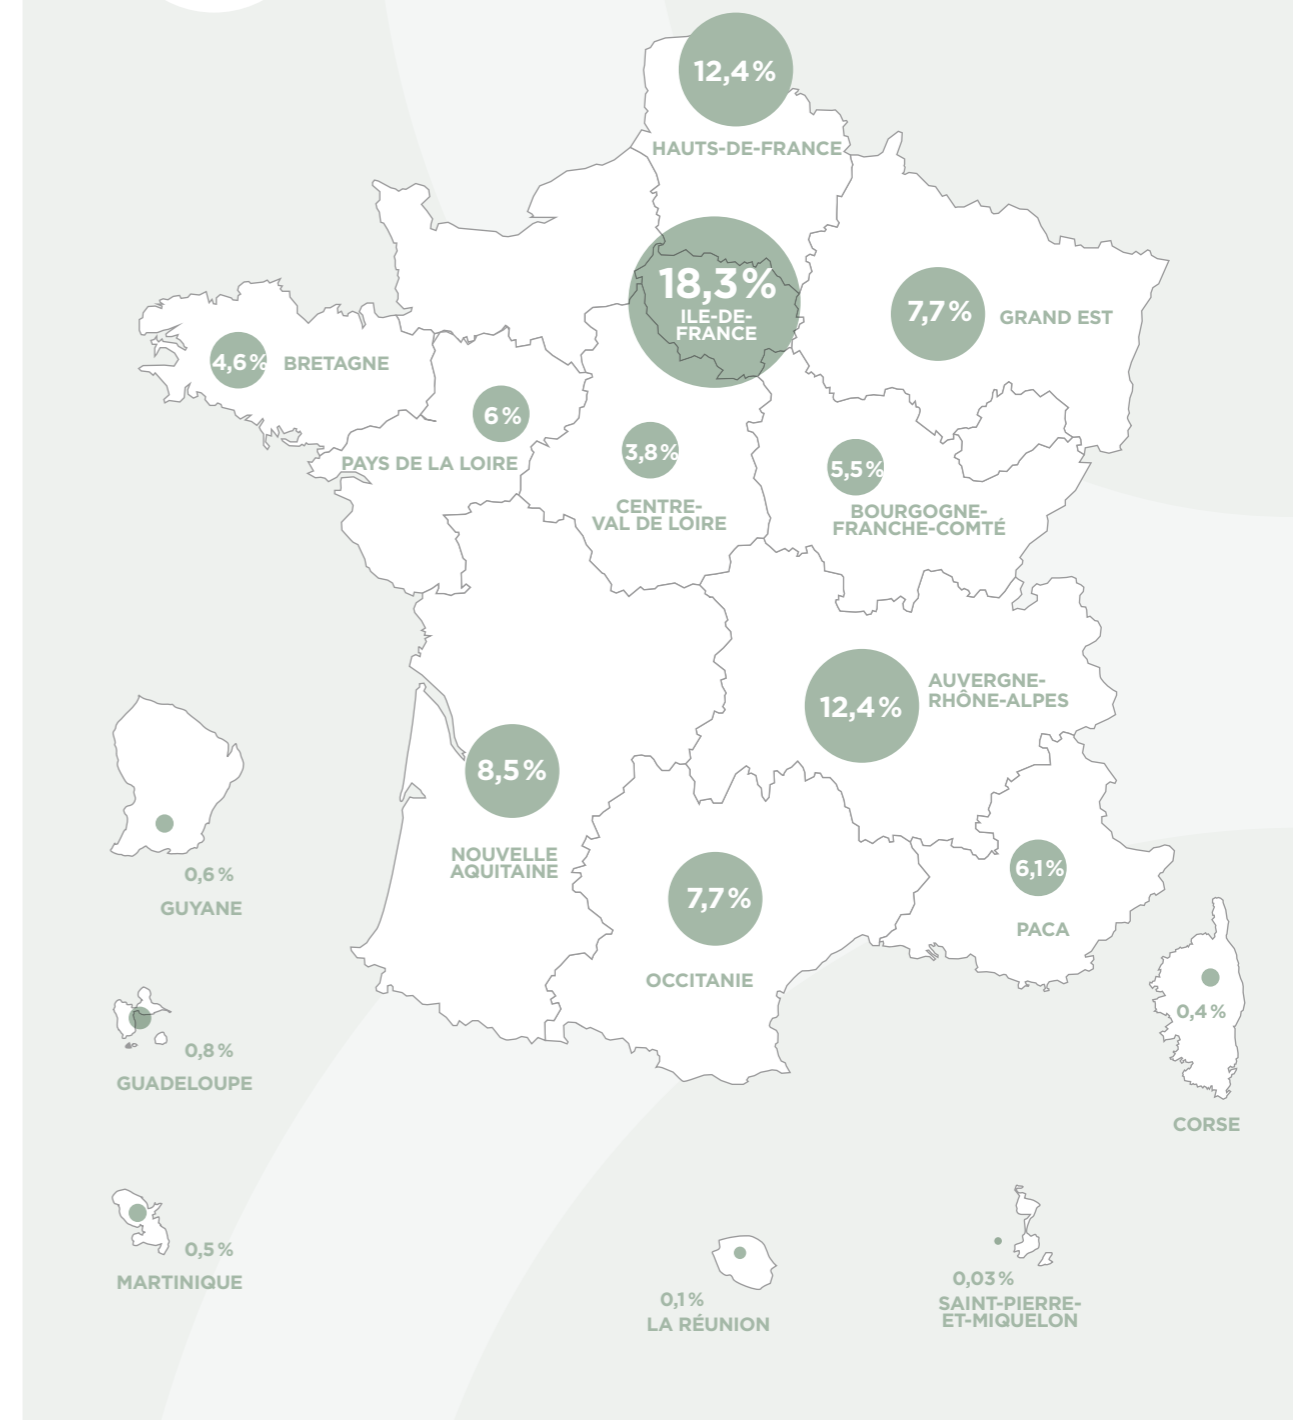 12,4 %
HAUTS-DE-FRANCE
18,3 %
ILE-DE-
FRANCE
7,7 %
GRAND EST
4,6 %
BRETAGNE
6 %
PAYS DE LA LOIRE
3,8 %
CENTRE-
VAL DE LOIRE
5,5 %
BOURGOGNE-
FRANCHE-COMTÉ
12,4 %
AUVERGNE-
RHÔNE-ALPES
8,5 %
NOUVELLE
AQUITAINE
7,7 %
OCCITANIE
6,1 %
PACA
0,6 %
GUYANE
0,4 %
CORSE
0,8 %
GUADELOUPE
0,5 %
MARTINIQUE
0,1 %
LA RÉUNION
0,03 %
SAINT-PIERRE-
ET-MIQUELON